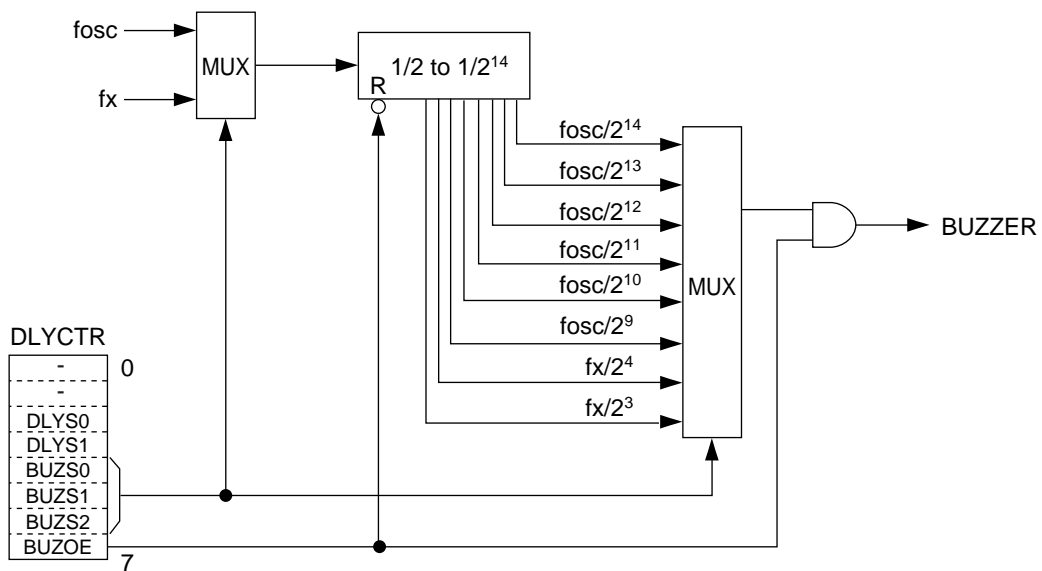 fosc
fx
MUX
1/2 to 1/2¹⁴
R
fosc/2¹⁴
fosc/2¹³
fosc/2¹²
fosc/2¹¹
fosc/2¹⁰
fosc/2⁹
fx/2⁴
fx/2³
MUX
BUZZER
DLYCTR
-
0
-
DLYS0
DLYS1
BUZS0
BUZS1
BUZS2
BUZOE
7